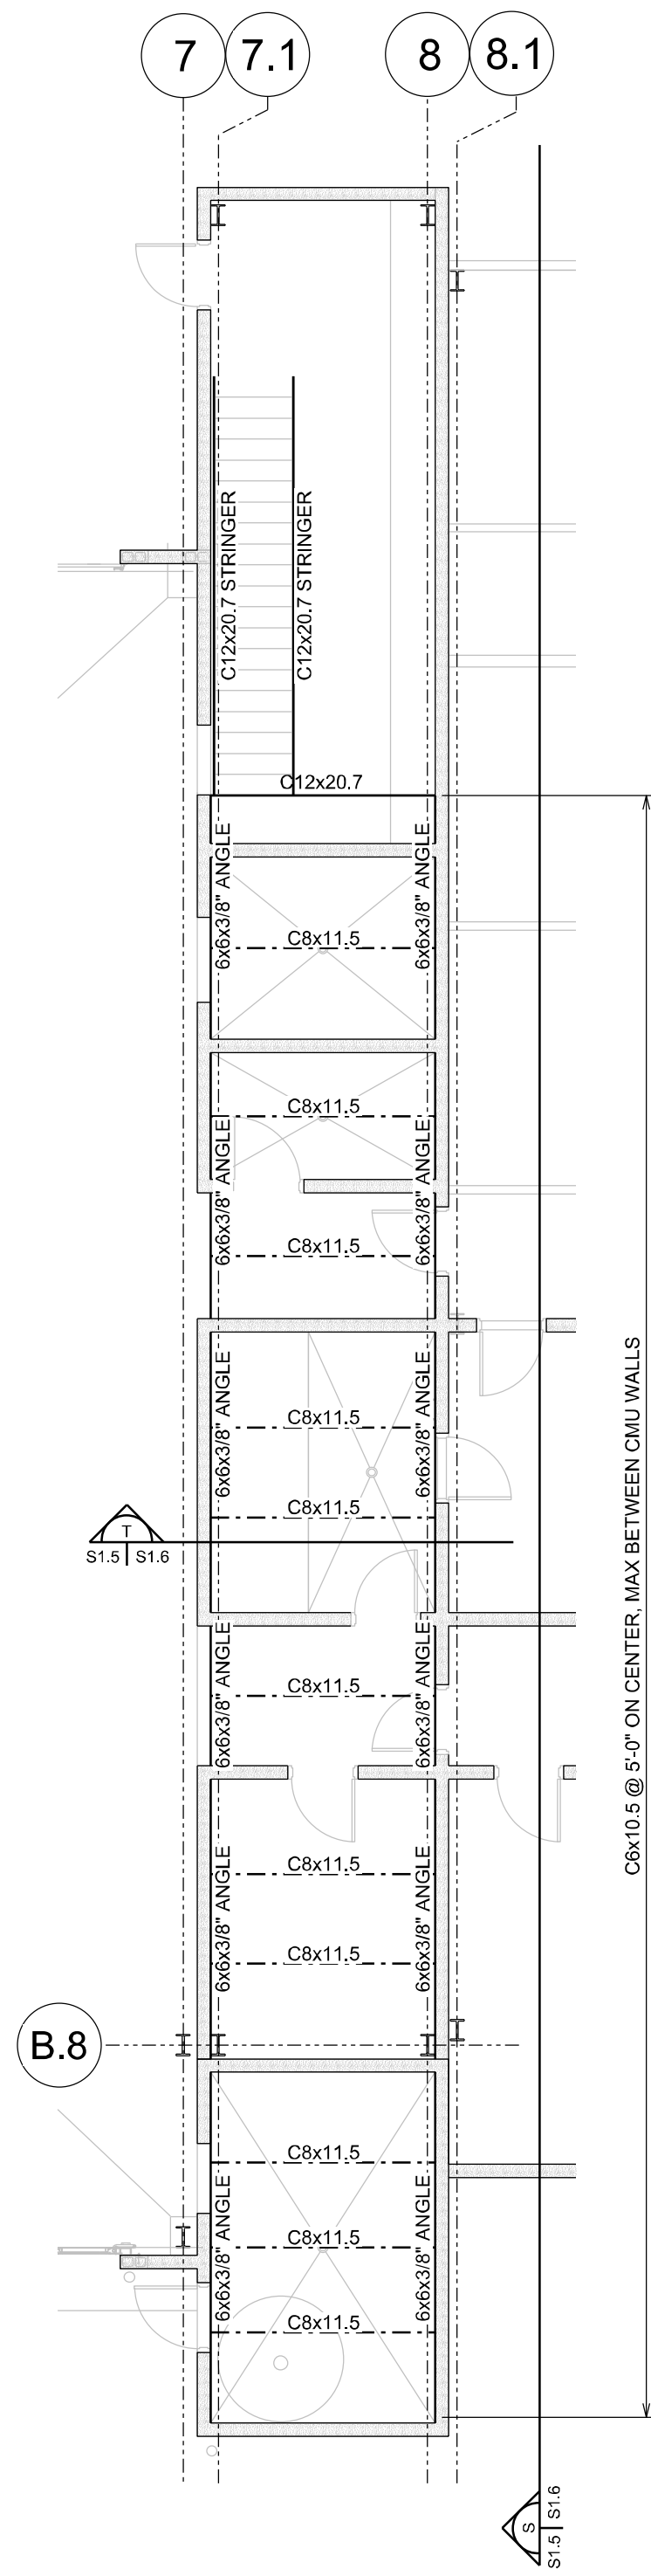 7
7.1
8
8.1
C12x20.7 STRINGER
C12x20.7 STRINGER
C12x20.7
6x6x3/8" ANGLE
6x6x3/8" ANGLE
C8x11.5
C8x11.5
6x6x3/8" ANGLE
6x6x3/8" ANGLE
C8x11.5
6x6x3/8" ANGLE
6x6x3/8" ANGLE
C8x11.5
C8x11.5
T
S1.5
S1.6
C6x10.5 @ 5'-0" ON CENTER, MAX BETWEEN CMU WALLS
6x6x3/8" ANGLE
6x6x3/8" ANGLE
C8x11.5
6x6x3/8" ANGLE
6x6x3/8" ANGLE
C8x11.5
C8x11.5
B.8
C8x11.5
6x6x3/8" ANGLE
6x6x3/8" ANGLE
C8x11.5
C8x11.5
S
S1.5
S1.6